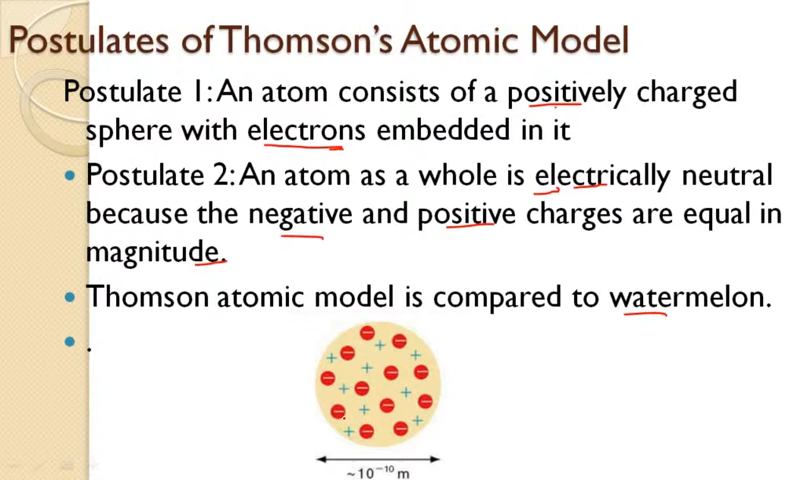 Postulates of Thomson's Atomic Model
Postulate 1: An atom consists of a positively charged
sphere with electrons embedded in it
• Postulate 2: An atom as a whole is electrically neutral
because the negative and positive charges are equal in
magnitude.
• Thomson atomic model is compared to watermelon.
• .
~10⁻¹⁰ m